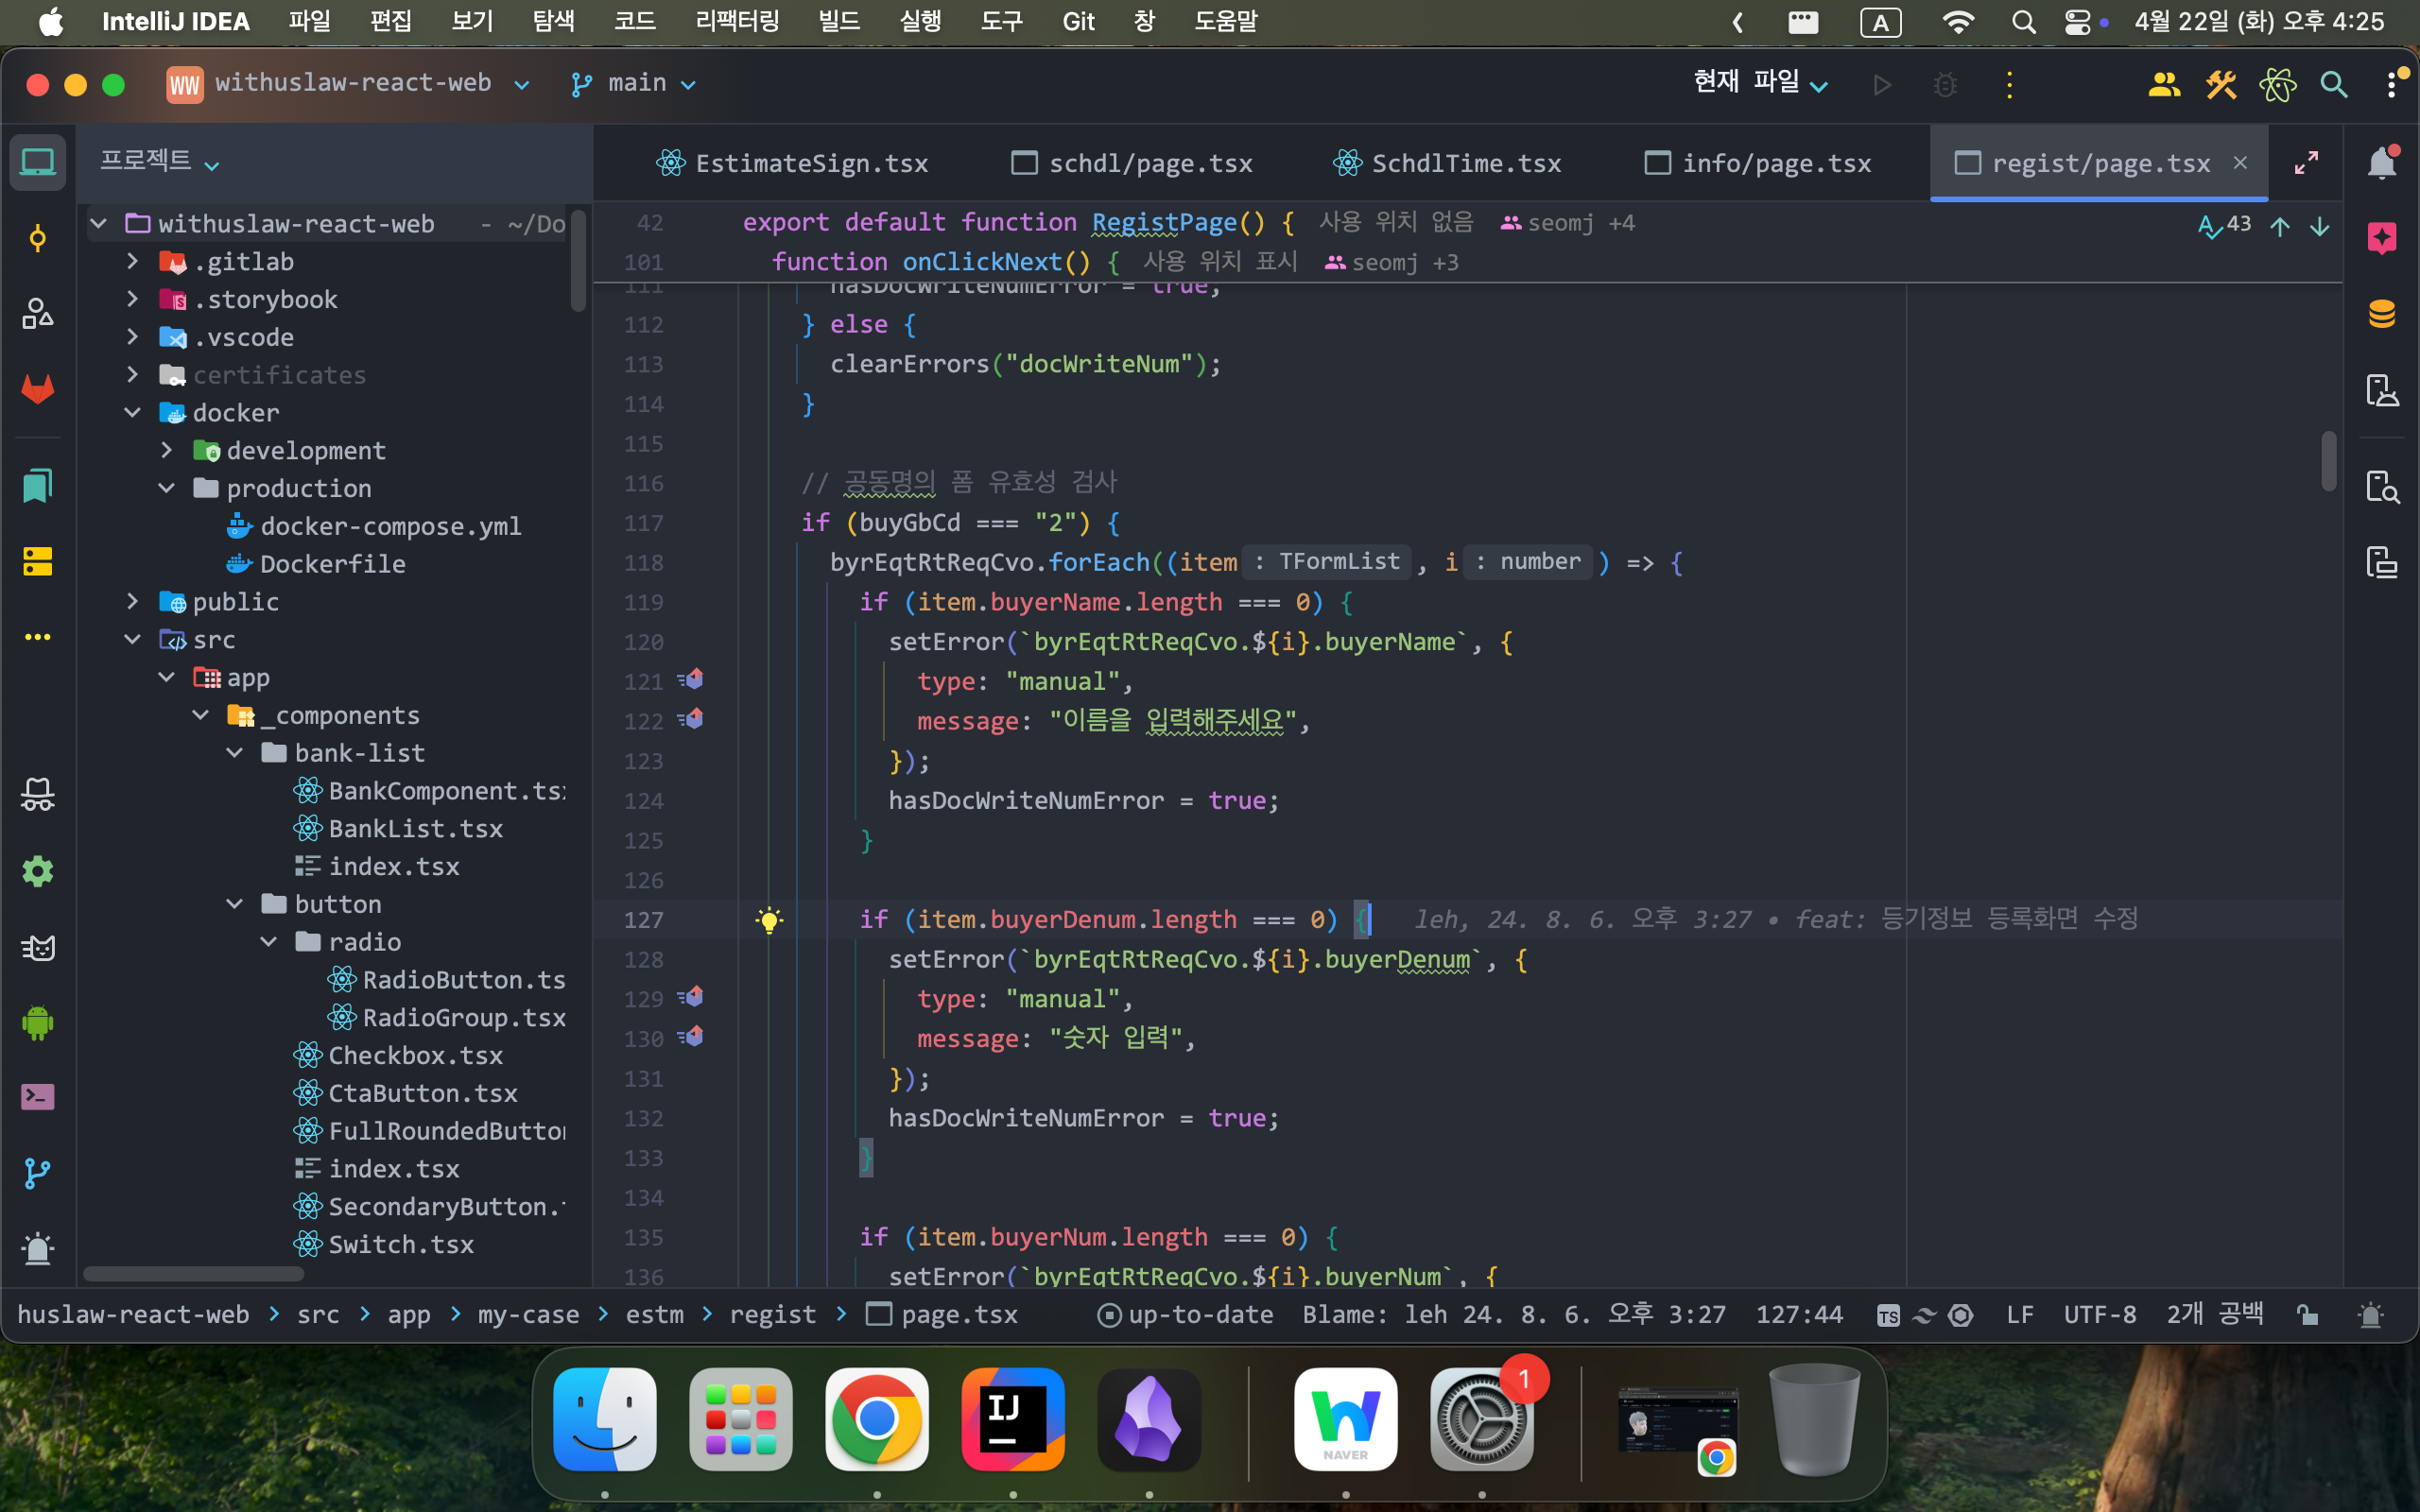 IntelliJ IDEA 파일 편집 보기 탐색 코드 리팩터링 빌드 실행 도구 Git 창 도움말 A 4월 22일 (화) 오후 4:25
WW withuslaw-react-web main 현재 파일
프로젝트
EstimateSign.tsx schdl/page.tsx SchdlTime.tsx info/page.tsx regist/page.tsx
withuslaw-react-web - ~/Do
.gitlab
.storybook
.vscode
certificates
docker
development
production
docker-compose.yml
Dockerfile
public
src
app
_components
bank-list
BankComponent.ts
BankList.tsx
index.tsx
button
radio
RadioButton.ts
RadioGroup.tsx
Checkbox.tsx
CtaButton.tsx
FullRoundedButto
index.tsx
SecondaryButton.
Switch.tsx
42 export default function RegistPage() { 사용 위치 없음 seomj +4
43
101 function onClickNext() { 사용 위치 표시 seomj +3
111 hasDocWriteNumError = true;
112 } else {
113 clearErrors("docWriteNum");
114 }
115
116 // 공동명의 폼 유효성 검사
117 if (buyGbCd === "2") {
118 byrEqtRtReqCvo.forEach((item : TFormList , i : number ) => {
119 if (item.buyerName.length === 0) {
120 setError(`byrEqtRtReqCvo.${i}.buyerName`, {
121 type: "manual",
122 message: "이름을 입력해주세요",
123 });
124 hasDocWriteNumError = true;
125 }
126
127 if (item.buyerDenum.length === 0) { leh, 24. 8. 6. 오후 3:27 • feat: 등기정보 등록화면 수정
128 setError(`byrEqtRtReqCvo.${i}.buyerDenum`, {
129 type: "manual",
130 message: "숫자 입력",
131 });
132 hasDocWriteNumError = true;
133 }
134
135 if (item.buyerNum.length === 0) {
136 setError(`byrEqtRtReqCvo.${i}.buyerNum`, {
huslaw-react-web > src > app > my-case > estm > regist > page.tsx up-to-date Blame: leh 24. 8. 6. 오후 3:27 127:44 TS LF UTF-8 2개 공백
IJ
NAVER
1